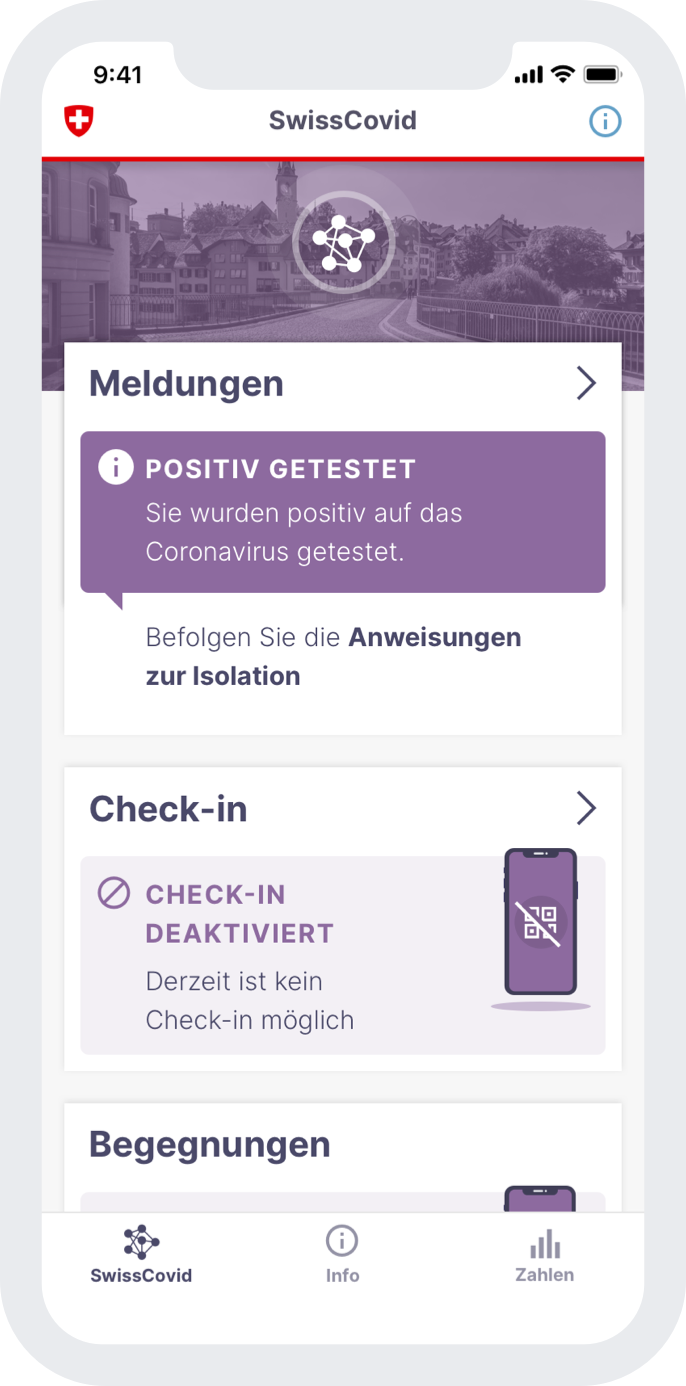 9:41
SwissCovid
Meldungen
POSITIV GETESTET
Sie wurden positiv auf das
Coronavirus getestet.
Befolgen Sie die Anweisungen
zur Isolation
Check-in
CHECK-IN
DEAKTIVIERT
Derzeit ist kein
Check-in möglich
Begegnungen
SwissCovid
Info
Zahlen